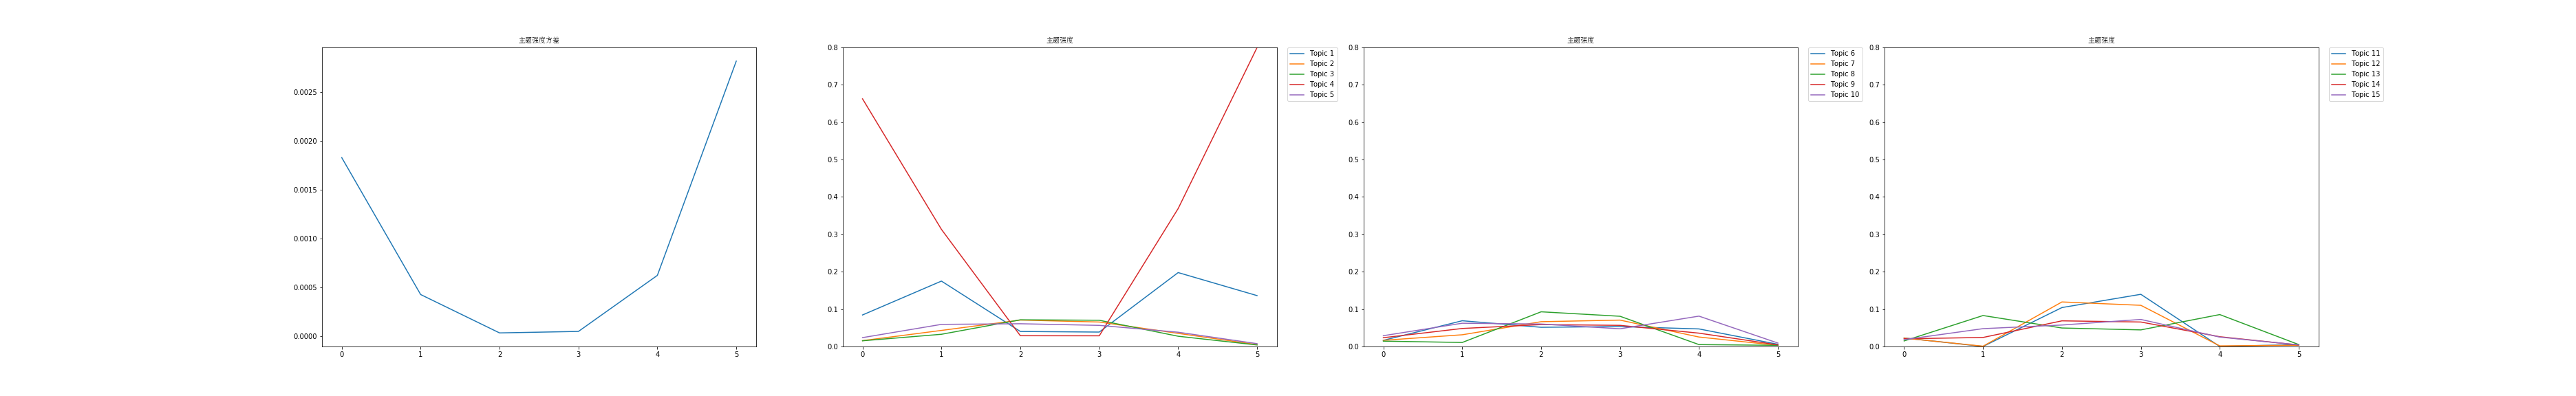 主题强度方差
0.0025
0.0020
0.0015
0.0010
0.0005
0.0000
0 1 2 3 4 5
主题强度
0.8
0.7
0.6
0.5
0.4
0.3
0.2
0.1
0.0
0 1 2 3 4 5
Topic 1
Topic 2
Topic 3
Topic 4
Topic 5
主题强度
0.8
0.7
0.6
0.5
0.4
0.3
0.2
0.1
0.0
0 1 2 3 4 5
Topic 6
Topic 7
Topic 8
Topic 9
Topic 10
主题强度
0.8
0.7
0.6
0.5
0.4
0.3
0.2
0.1
0.0
0 1 2 3 4 5
Topic 11
Topic 12
Topic 13
Topic 14
Topic 15